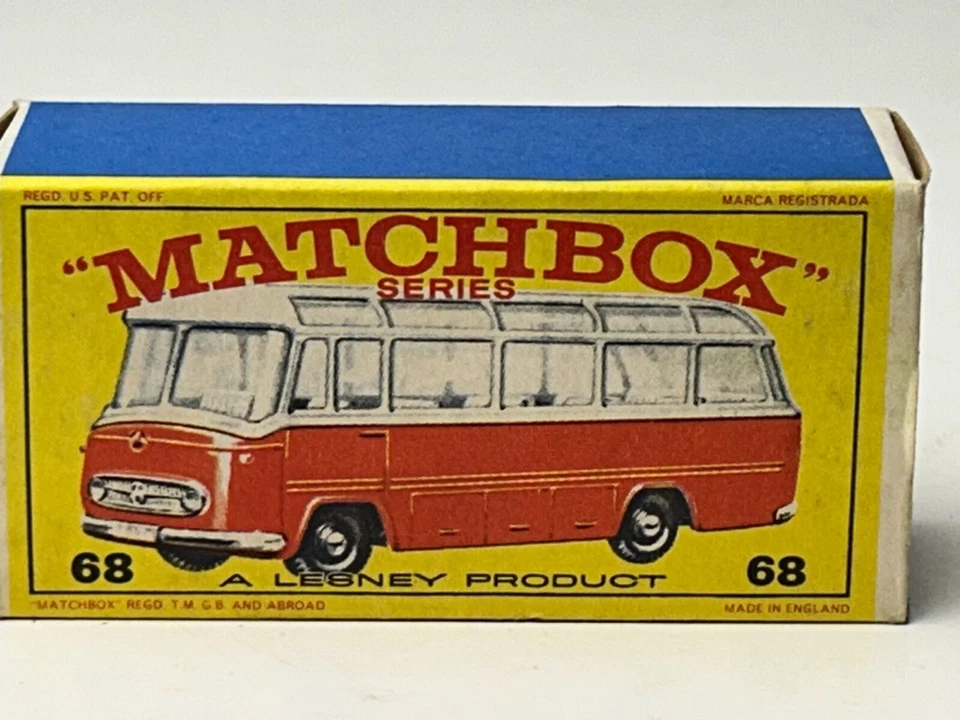 REGD. U.S. PAT. OFF. MARCA REGISTRADA
"MATCHBOX"
SERIES
68 A LESNEY PRODUCT 68
"MATCHBOX" REGD. T.M. G.B. AND ABROAD MADE IN ENGLAND